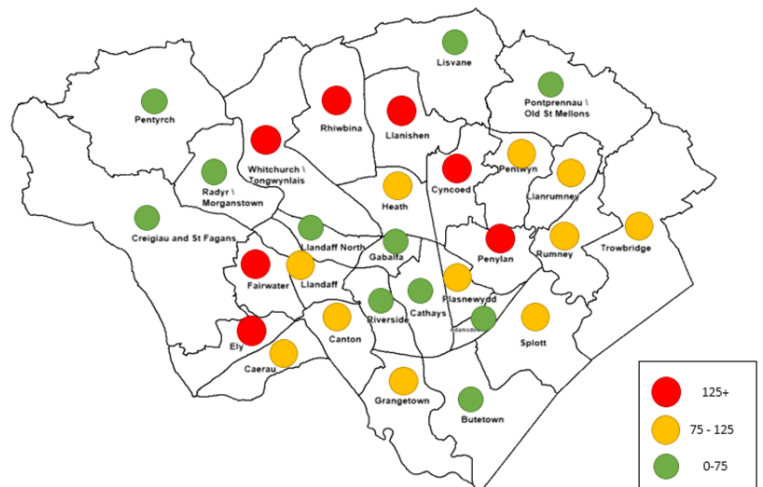 Lisvane
Pentyrch
Pontprennau \
Old St Mellons
Rhiwbina
Llanishen
Whitchurch \
Tongwynlais
Radyr \
Morganstown
Cyncoed
Pentwyn
Llanrumney
Heath
Creigiau and St Fagans
Llandaff North
Gabalfa
Penylan
Rumney
Trowbridge
Fairwater
Llandaff
Plasnewydd
Riverside
Cathays
Ely
Canton
Splott
Caerau
Grangetown
Butetown
125+
75 - 125
0-75